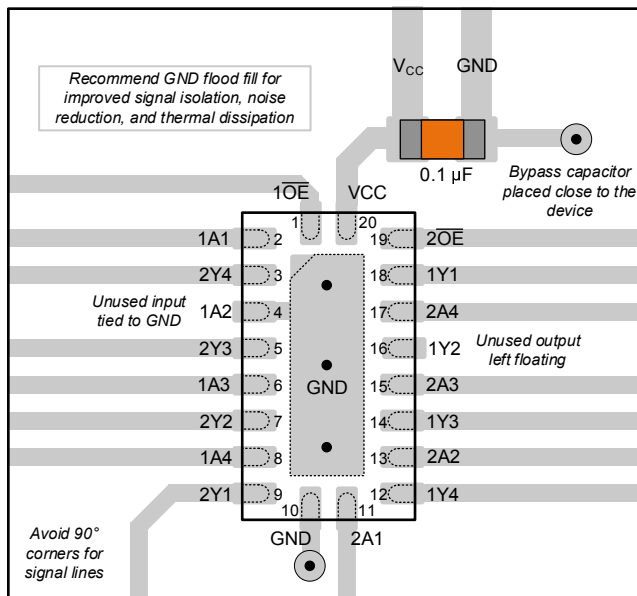 V_CC GND
Recommend GND flood fill for
improved signal isolation, noise
reduction, and thermal dissipation
0.1 µF
Bypass capacitor
placed close to the
device
1O̅E̅ VCC
1 20
1A1 2 19 2O̅E̅
2Y4 3 18 1Y1
Unused input
tied to GND
1A2 4 17 2A4
2Y3 5 16 1Y2
Unused output
left floating
1A3 6 GND 15 2A3
2Y2 7 14 1Y3
1A4 8 13 2A2
2Y1 9 12 1Y4
10 11
GND 2A1
Avoid 90°
corners for
signal lines